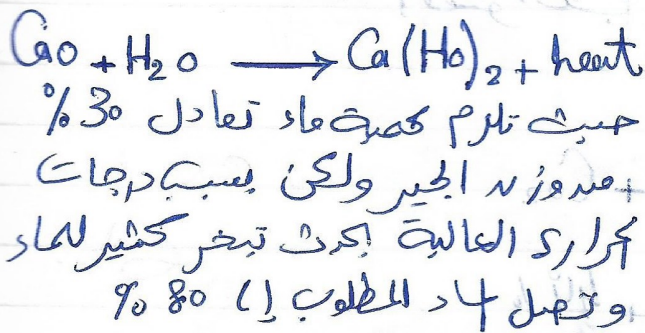 CaO + H2O ⟶ Ca(HO)2 + heat
حيث تلزم كمية ماء تعادل 30 %
من وزن الجير ولكن بسبب درجات
الحرارة العالية يحدث تبخر كثير للماء
وتصل الماء المطلوب إلى 80 %